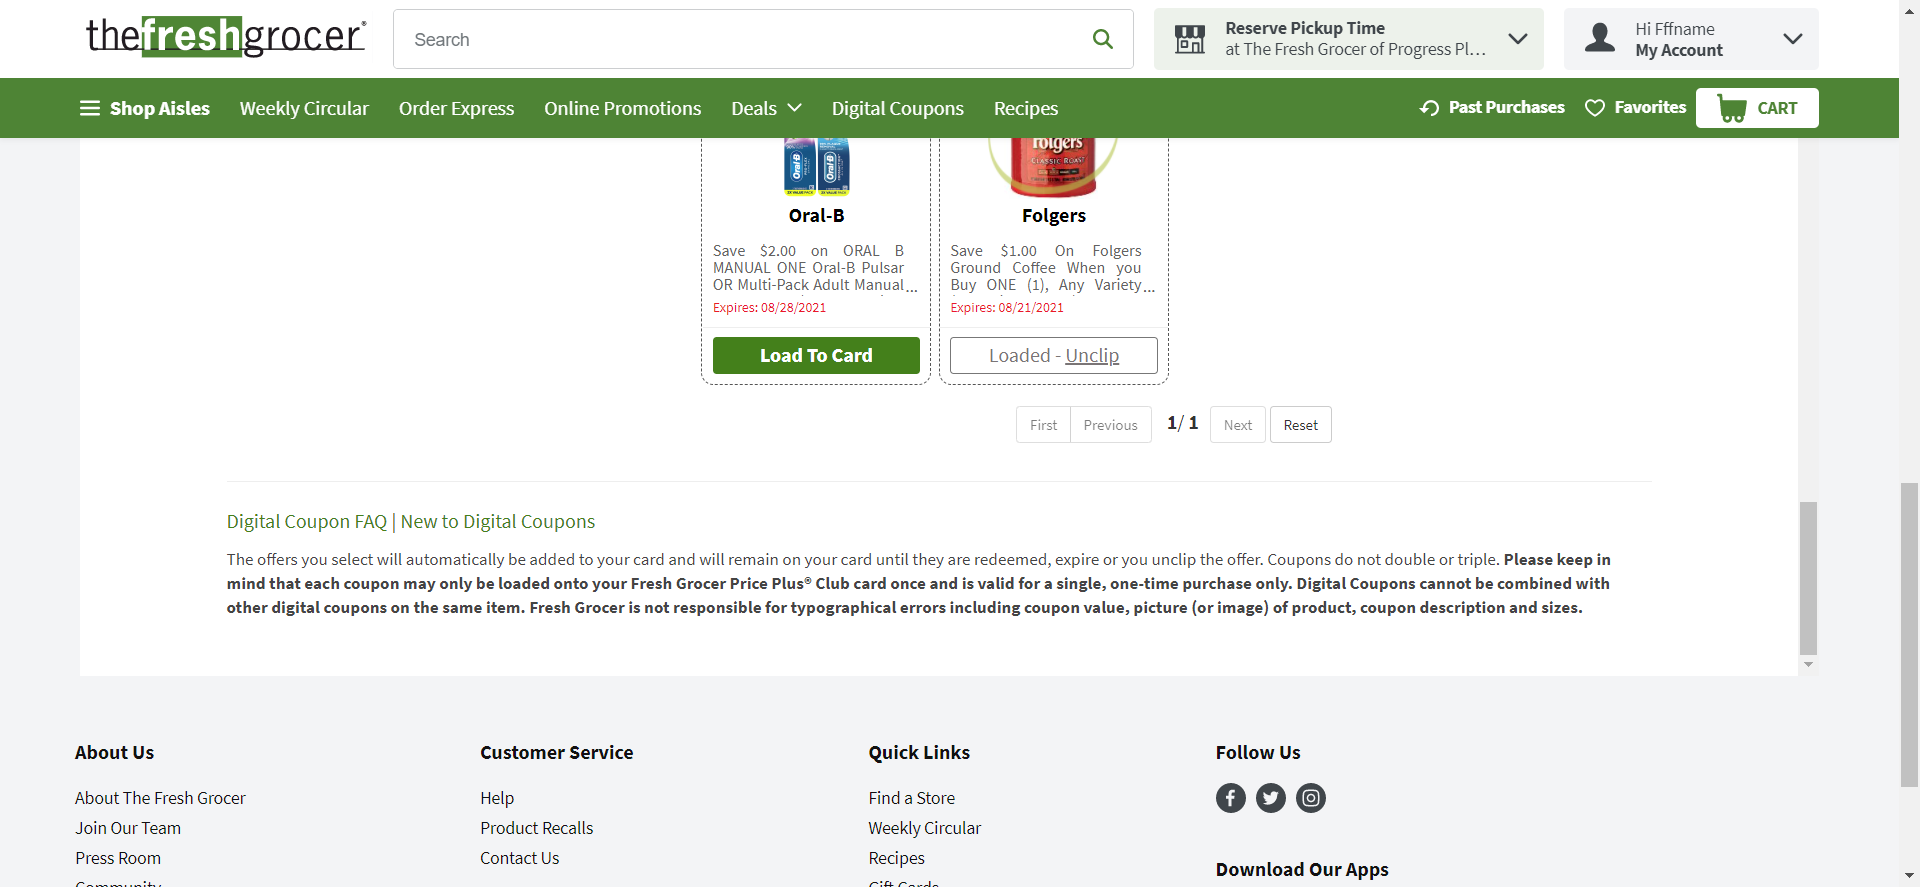 thefreshgrocer®
Search
Reserve Pickup Time
at The Fresh Grocer of Progress Pl...
Hi Fffname
My Account
Shop Aisles
Weekly Circular
Order Express
Online Promotions
Deals
Digital Coupons
Recipes
Past Purchases
Favorites
CART
Oral-B
Oral-B
Folgers
CLASSIC ROAST
Oral-B
Save $2.00 on ORAL B
MANUAL ONE Oral-B Pulsar
OR Multi-Pack Adult Manual...
Expires: 08/28/2021
Load To Card
Folgers
Save $1.00 On Folgers
Ground Coffee When you
Buy ONE (1), Any Variety...
Expires: 08/21/2021
Loaded - Unclip
First
Previous
1/ 1
Next
Reset
Digital Coupon FAQ | New to Digital Coupons
The offers you select will automatically be added to your card and will remain on your card until they are redeemed, expire or you unclip the offer. Coupons do not double or triple. Please keep in
mind that each coupon may only be loaded onto your Fresh Grocer Price Plus® Club card once and is valid for a single, one-time purchase only. Digital Coupons cannot be combined with
other digital coupons on the same item. Fresh Grocer is not responsible for typographical errors including coupon value, picture (or image) of product, coupon description and sizes.
About Us
About The Fresh Grocer
Join Our Team
Press Room
Community
Customer Service
Help
Product Recalls
Contact Us
Quick Links
Find a Store
Weekly Circular
Recipes
Gift Cards
Follow Us
Download Our Apps